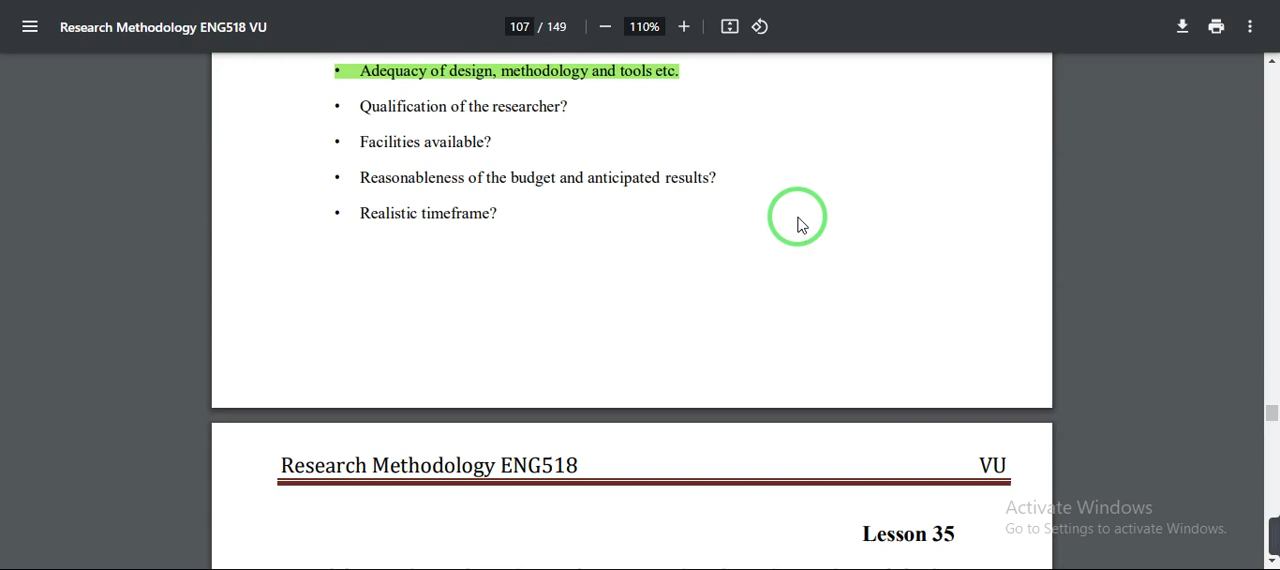 Research Methodology ENG518 VU
107 / 149
110%
• Adequacy of design, methodology and tools etc.
• Qualification of the researcher?
• Facilities available?
• Reasonableness of the budget and anticipated results?
• Realistic timeframe?
Research Methodology ENG518 VU
Lesson 35
Activate Windows
Go to Settings to activate Windows.